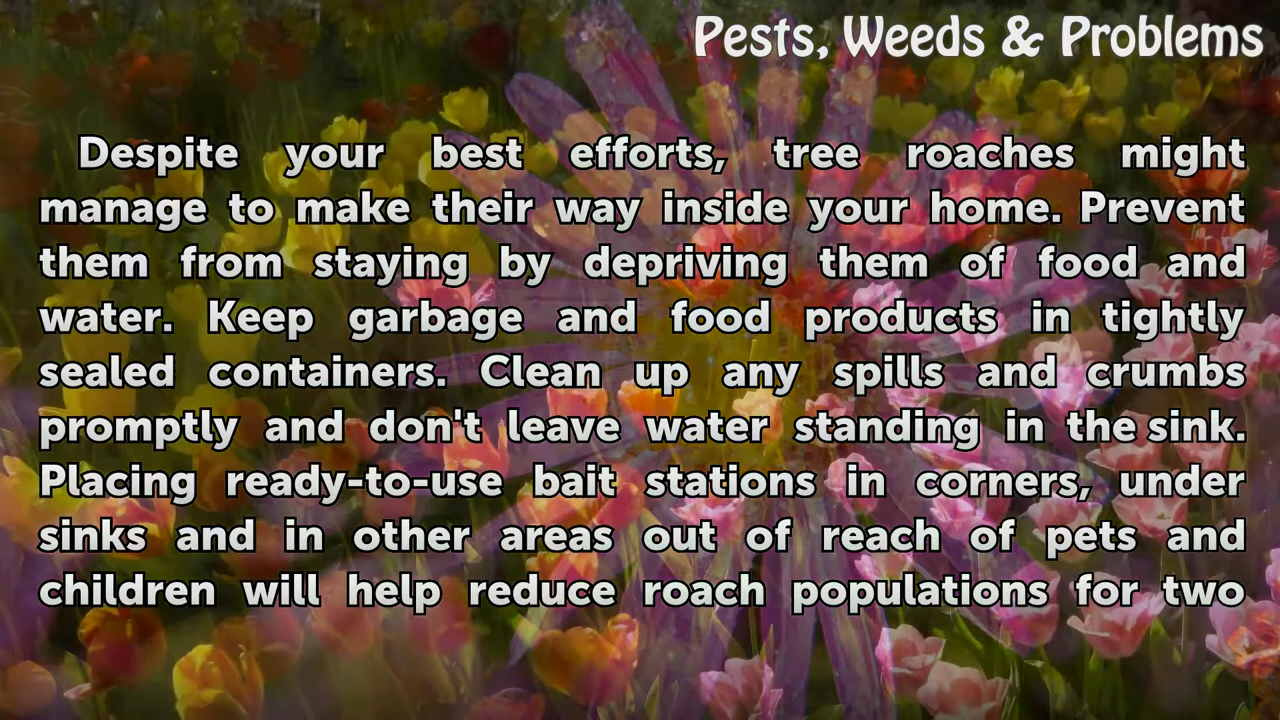 Pests, Weeds & Problems
Despite your best efforts, tree roaches might
manage to make their way inside your home. Prevent
them from staying by depriving them of food and
water. Keep garbage and food products in tightly
sealed containers. Clean up any spills and crumbs
promptly and don't leave water standing in the sink.
Placing ready-to-use bait stations in corners, under
sinks and in other areas out of reach of pets and
children will help reduce roach populations for two